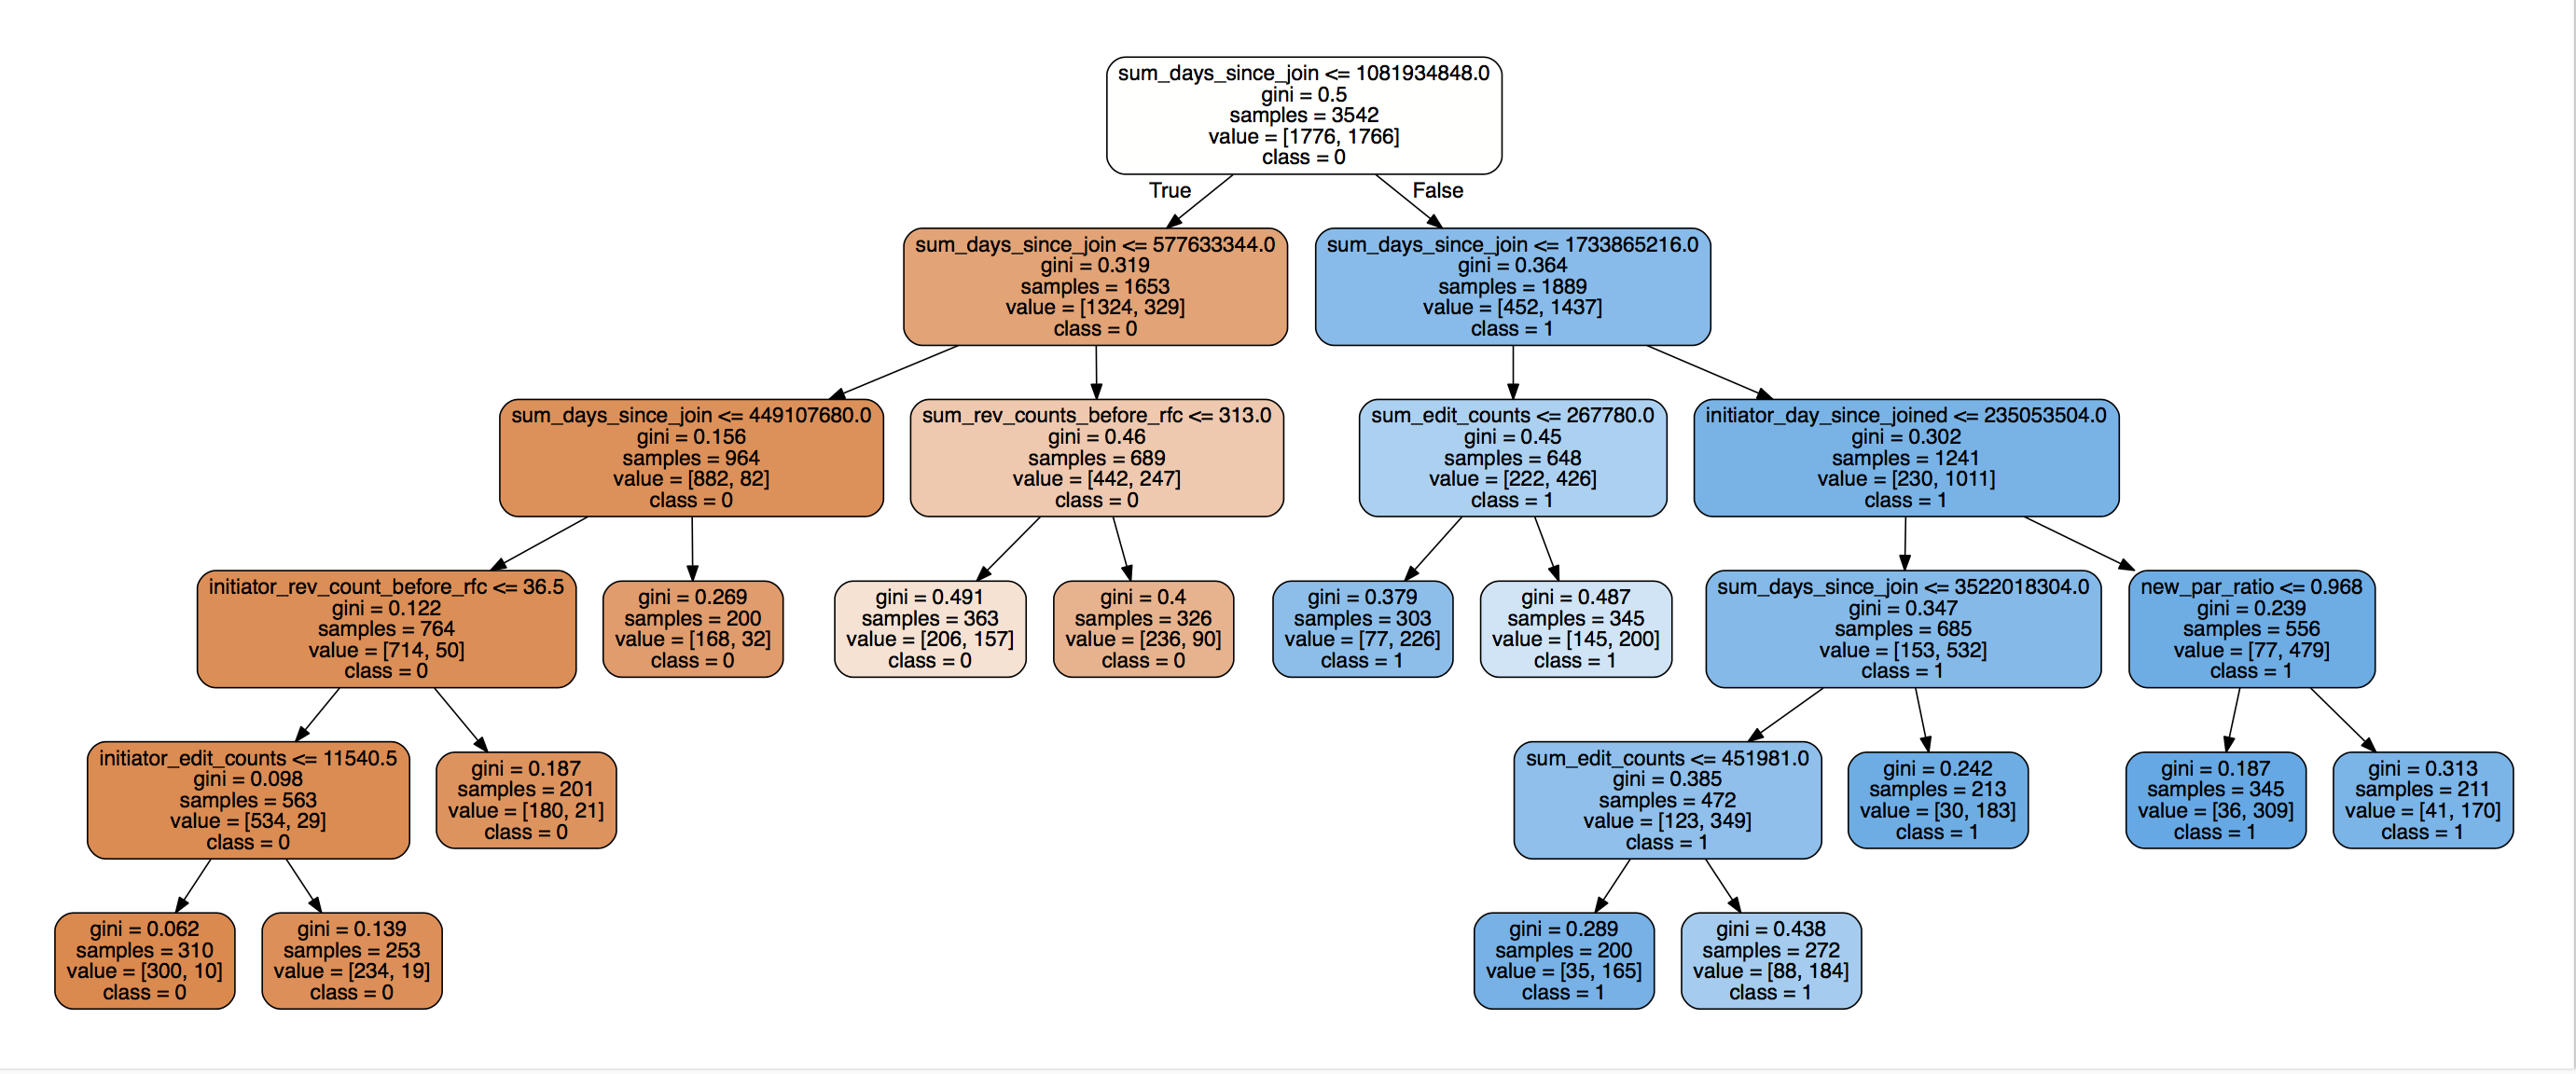 sum_days_since_join <= 1081934848.0
gini = 0.5
samples = 3542
value = [1776, 1766]
class = 0
True
False
sum_days_since_join <= 577633344.0
gini = 0.319
samples = 1653
value = [1324, 329]
class = 0
sum_days_since_join <= 1733865216.0
gini = 0.364
samples = 1889
value = [452, 1437]
class = 1
sum_days_since_join <= 449107680.0
gini = 0.156
samples = 964
value = [882, 82]
class = 0
sum_rev_counts_before_rfc <= 313.0
gini = 0.46
samples = 689
value = [442, 247]
class = 0
sum_edit_counts <= 267780.0
gini = 0.45
samples = 648
value = [222, 426]
class = 1
initiator_day_since_joined <= 235053504.0
gini = 0.302
samples = 1241
value = [230, 1011]
class = 1
initiator_rev_count_before_rfc <= 36.5
gini = 0.122
samples = 764
value = [714, 50]
class = 0
gini = 0.269
samples = 200
value = [168, 32]
class = 0
gini = 0.491
samples = 363
value = [206, 157]
class = 0
gini = 0.4
samples = 326
value = [236, 90]
class = 0
gini = 0.379
samples = 303
value = [77, 226]
class = 1
gini = 0.487
samples = 345
value = [145, 200]
class = 1
sum_days_since_join <= 3522018304.0
gini = 0.347
samples = 685
value = [153, 532]
class = 1
new_par_ratio <= 0.968
gini = 0.239
samples = 556
value = [77, 479]
class = 1
initiator_edit_counts <= 11540.5
gini = 0.098
samples = 563
value = [534, 29]
class = 0
gini = 0.187
samples = 201
value = [180, 21]
class = 0
sum_edit_counts <= 451981.0
gini = 0.385
samples = 472
value = [123, 349]
class = 1
gini = 0.242
samples = 213
value = [30, 183]
class = 1
gini = 0.187
samples = 345
value = [36, 309]
class = 1
gini = 0.313
samples = 211
value = [41, 170]
class = 1
gini = 0.062
samples = 310
value = [300, 10]
class = 0
gini = 0.139
samples = 253
value = [234, 19]
class = 0
gini = 0.289
samples = 200
value = [35, 165]
class = 1
gini = 0.438
samples = 272
value = [88, 184]
class = 1